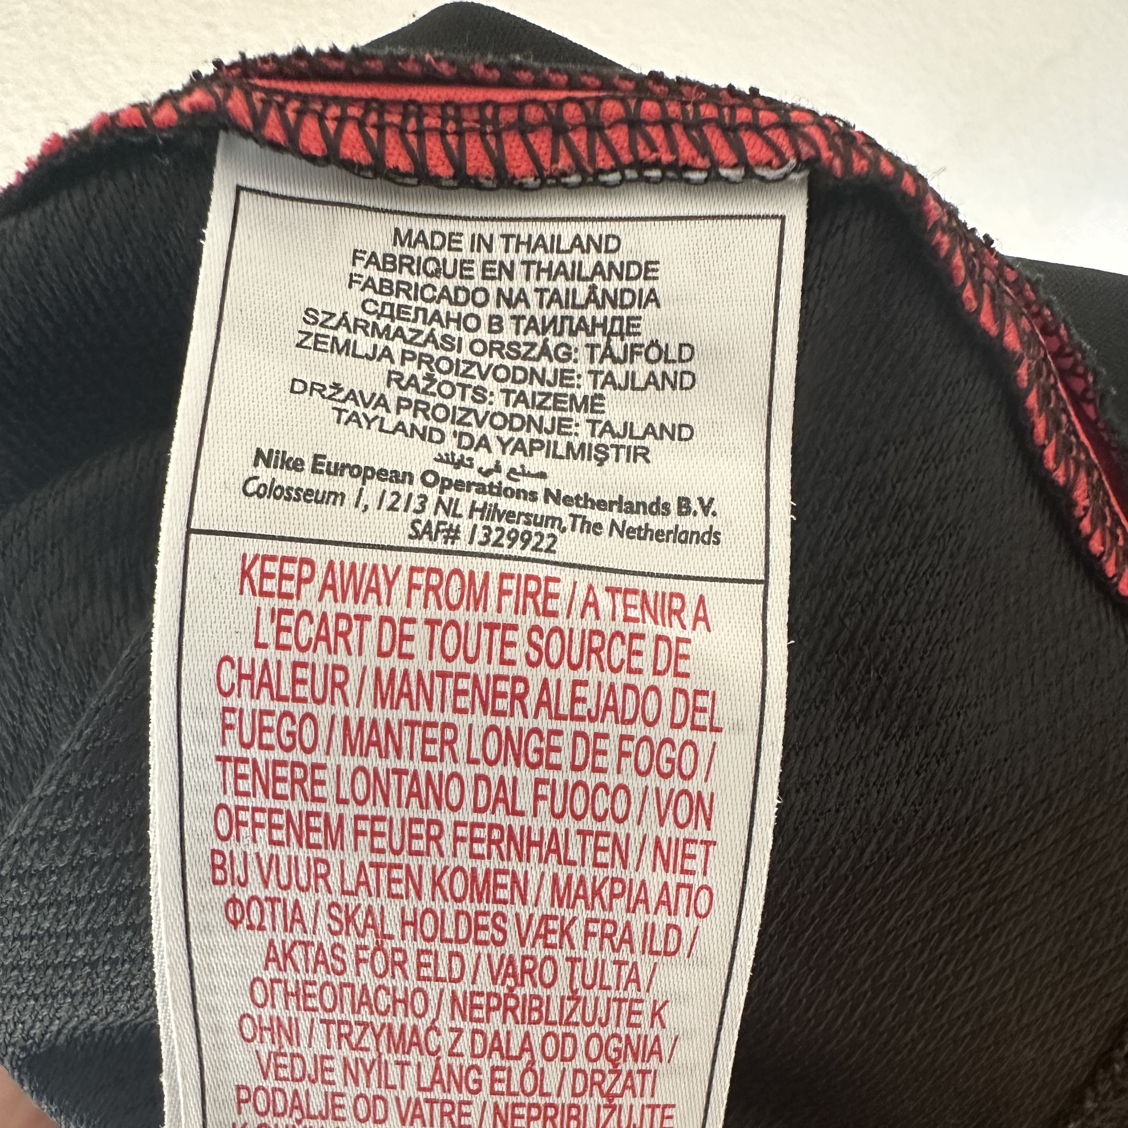 MADE IN THAILAND
FABRIQUE EN THAILANDE
FABRICADO NA TAILÂNDIA
СДЕЛАНО В ТАИЛАНДЕ
SZÁRMAZÁSI ORSZÁG: TÁJFÖLD
ZEMLJA PROIZVODNJE: TAJLAND
RAŽOTS: TAIZEMĒ
DRŽAVA PROIZVODNJE: TAJLAND
TAYLAND 'DA YAPILMIŞTIR
صنع في تايلند
Nike European Operations Netherlands B.V.
Colosseum 1, 1213 NL Hilversum, The Netherlands
SAF# 1329922
KEEP AWAY FROM FIRE / A TENIR A
L'ECART DE TOUTE SOURCE DE
CHALEUR / MANTENER ALEJADO DEL
FUEGO / MANTER LONGE DE FOGO /
TENERE LONTANO DAL FUOCO / VON
OFFENEM FEUER FERNHALTEN / NIET
BIJ VUUR LATEN KOMEN / ΜΑΚΡΙΑ ΑΠΟ
ΦΩΤΙΑ / SKAL HOLDES VÆK FRA ILD /
AKTAS FÖR ELD / VARO TULTA /
ОГНЕОПАСНО / NEPŘIBLIŽUJTE K
OHNI / TRZYMAĆ Z DALA OD OGNIA /
VEDJE NYÍLT LÁNG ELŐL / DRŽATI
PODALJE OD VATRE / NEPRIBLIŽUJTE